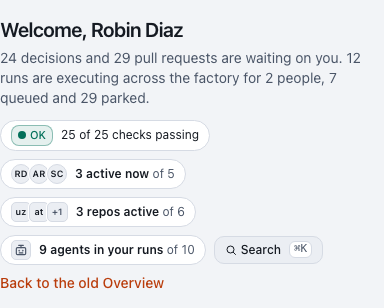 Welcome, Robin Diaz
24 decisions and 29 pull requests are waiting on you. 12
runs are executing across the factory for 2 people, 7
queued and 29 parked.
OK 25 of 25 checks passing
RD AR SC 3 active now of 5
uz at +1 3 repos active of 6
9 agents in your runs of 10 Search ⌘K
Back to the old Overview